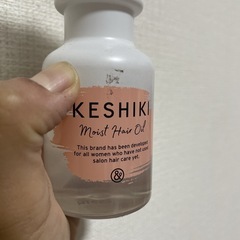 KESHIKI
Moist Hair Oil
This brand has been developed
for all women who have not used
salon hair care yet.
&